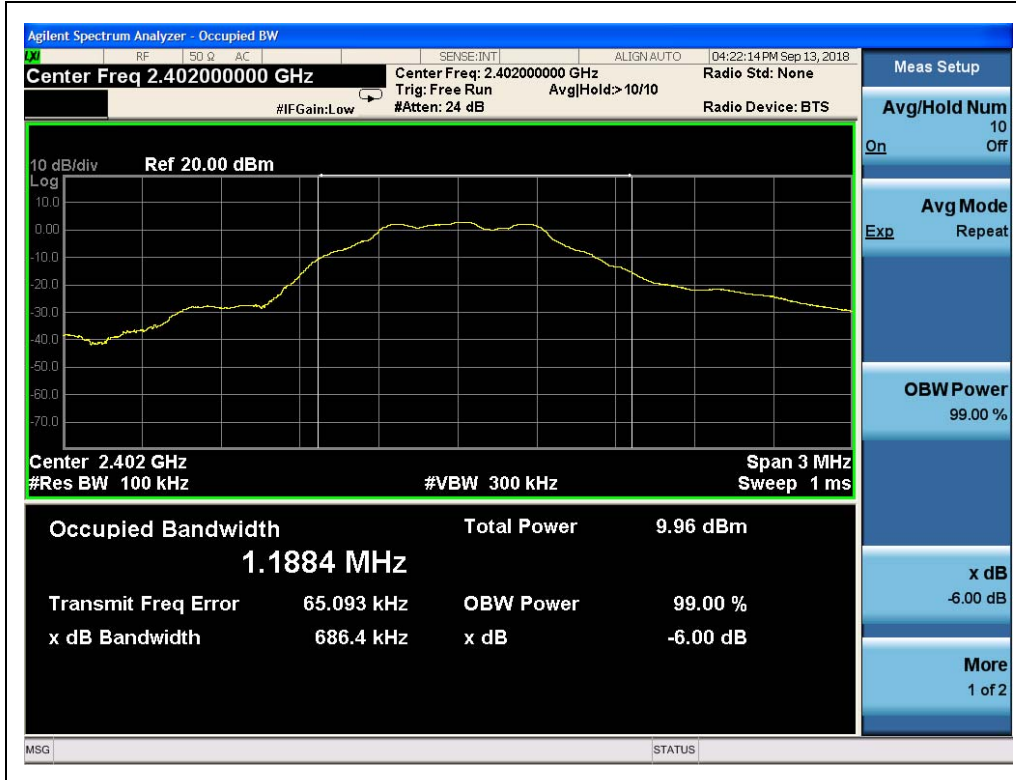 Agilent Spectrum Analyzer - Occupied BW
LXI RF 50 Ω AC SENSE:INT ALIGN AUTO 04:22:14 PM Sep 13, 2018
Center Freq 2.402000000 GHz
Center Freq: 2.402000000 GHz
Radio Std: None
Trig: Free Run
Avg|Hold:> 10/10
#IFGain:Low
#Atten: 24 dB
Radio Device: BTS
10 dB/div
Ref 20.00 dBm
Log
10.0
0.00
-10.0
-20.0
-30.0
-40.0
-50.0
-60.0
-70.0
Center 2.402 GHz
Span 3 MHz
#Res BW 100 kHz
#VBW 300 kHz
Sweep 1 ms
Occupied Bandwidth
Total Power 9.96 dBm
1.1884 MHz
Transmit Freq Error 65.093 kHz
OBW Power 99.00 %
x dB Bandwidth 686.4 kHz
x dB -6.00 dB
Meas Setup
Avg/Hold Num
10
On Off
Avg Mode
Exp Repeat
OBW Power
99.00 %
x dB
-6.00 dB
More
1 of 2
MSG
STATUS